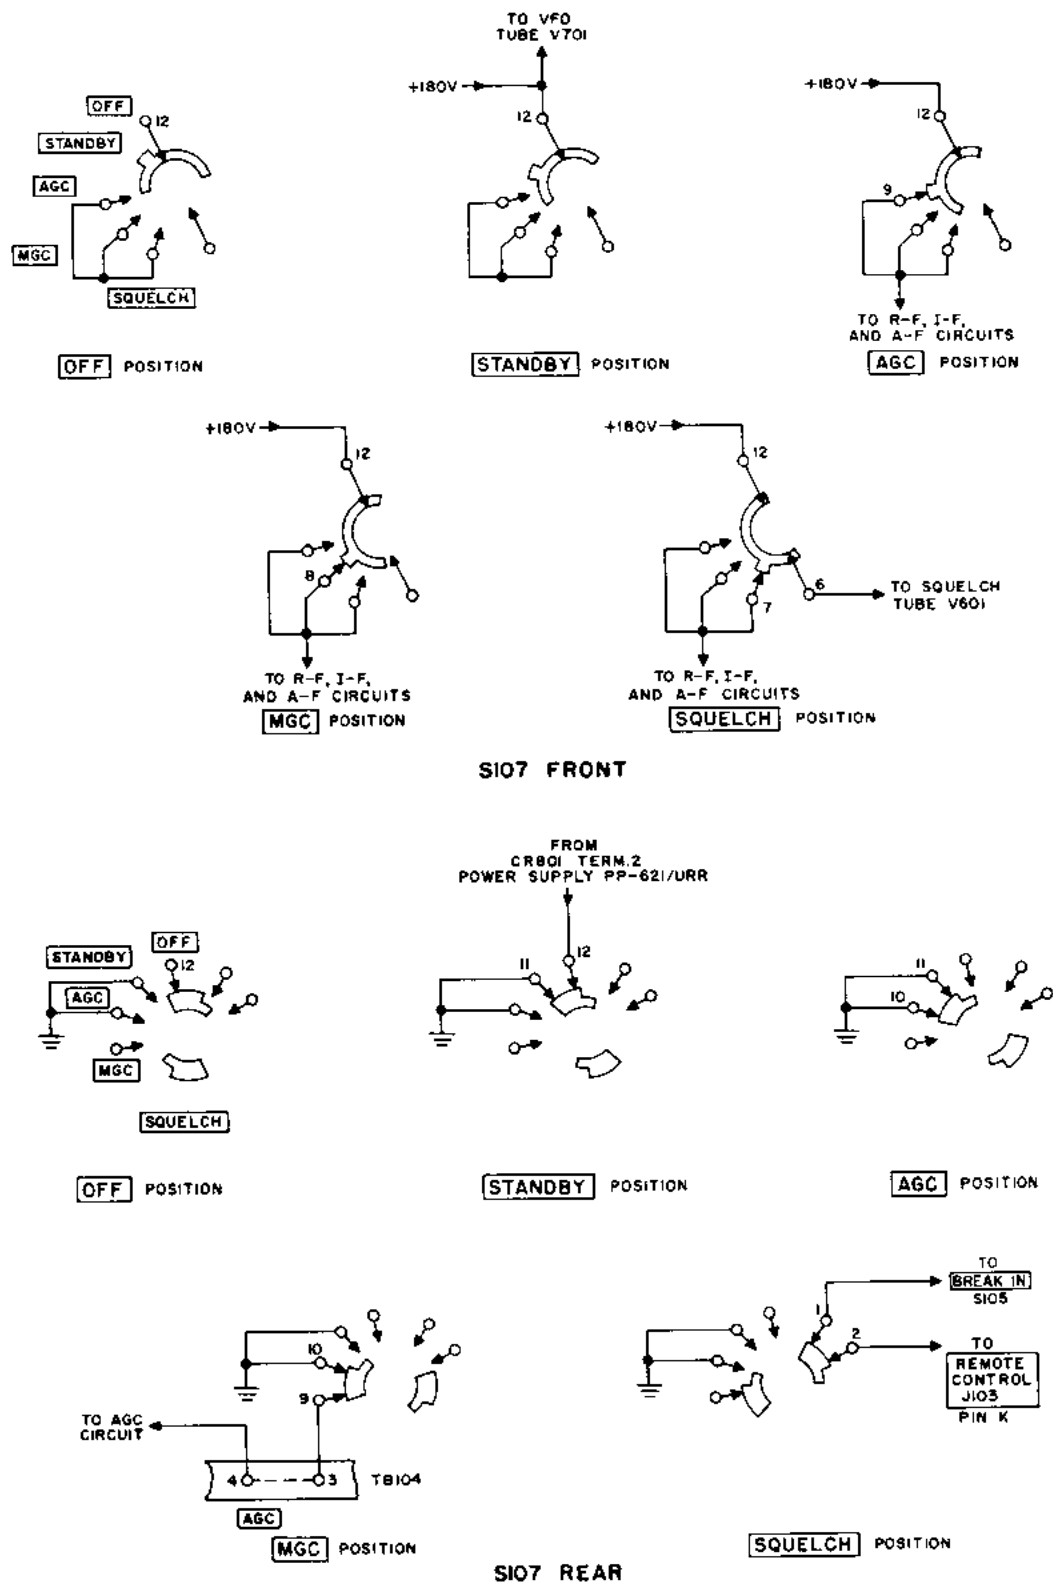 TO VFO
TUBE V701
+180V
+180V
OFF
12
12
12
STANDBY
AGC
9
MGC
SQUELCH
TO R-F, I-F,
AND A-F CIRCUITS
OFF POSITION
STANDBY POSITION
AGC POSITION
+180V
+180V
12
12
8
7
6
TO SQUELCH
TUBE V601
TO R-F, I-F,
AND A-F CIRCUITS
TO R-F, I-F,
AND A-F CIRCUITS
MGC POSITION
SQUELCH POSITION
S107 FRONT
FROM
CR801 TERM.2
POWER SUPPLY PP-621/URR
OFF
STANDBY
12
11
12
11
AGC
10
MGC
SQUELCH
OFF POSITION
STANDBY POSITION
AGC POSITION
TO
BREAK IN
S105
1
2
TO
REMOTE
CONTROL
J103
PIN K
10
9
TO AGC
CIRCUIT
4
3
TB104
AGC
MGC POSITION
SQUELCH POSITION
S107 REAR